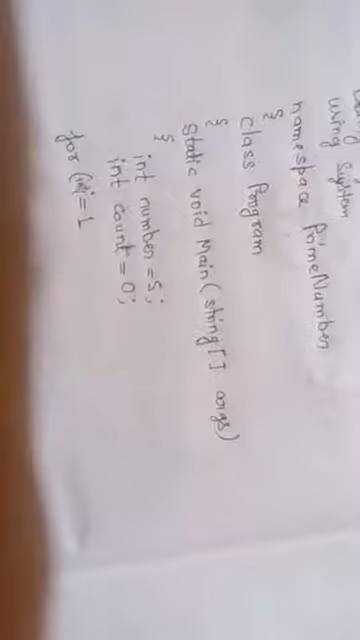 using System
namespace PrimeNumber
{
class Program
{
static void Main(string[] args)
{
int number = 5;
int count = 0;
for (int i = 1